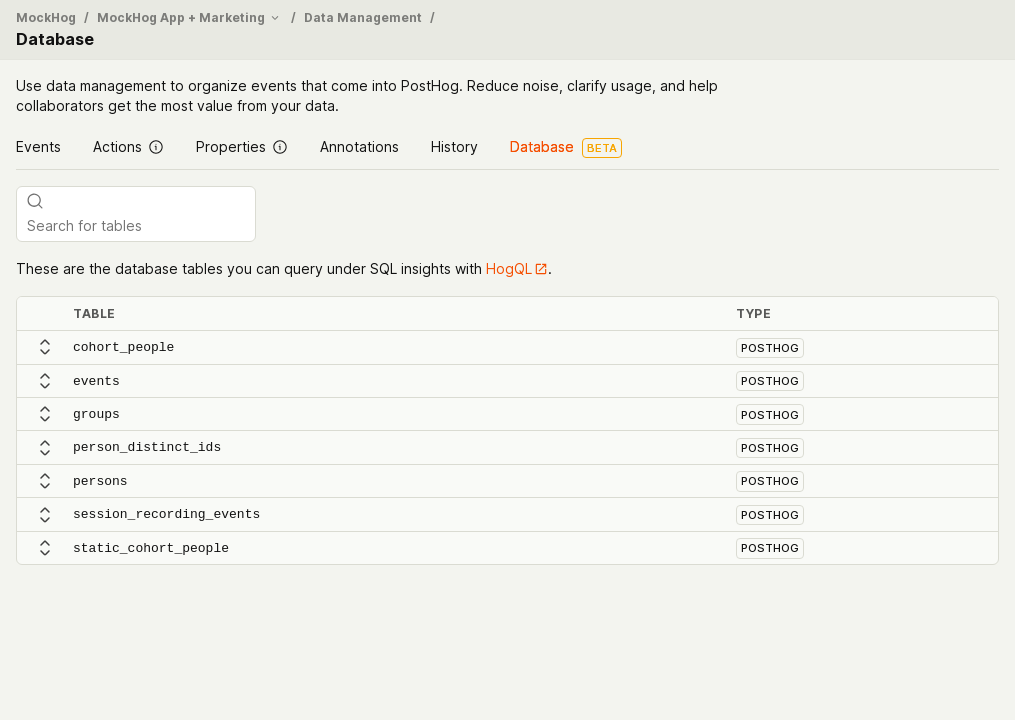 MockHog / MockHog App + Marketing / Data Management /
Database
Use data management to organize events that come into PostHog. Reduce noise, clarify usage, and help
collaborators get the most value from your data.
Events Actions Properties Annotations History Database BETA
Search for tables
These are the database tables you can query under SQL insights with HogQL.
TABLE TYPE
cohort_people POSTHOG
events POSTHOG
groups POSTHOG
person_distinct_ids POSTHOG
persons POSTHOG
session_recording_events POSTHOG
static_cohort_people POSTHOG